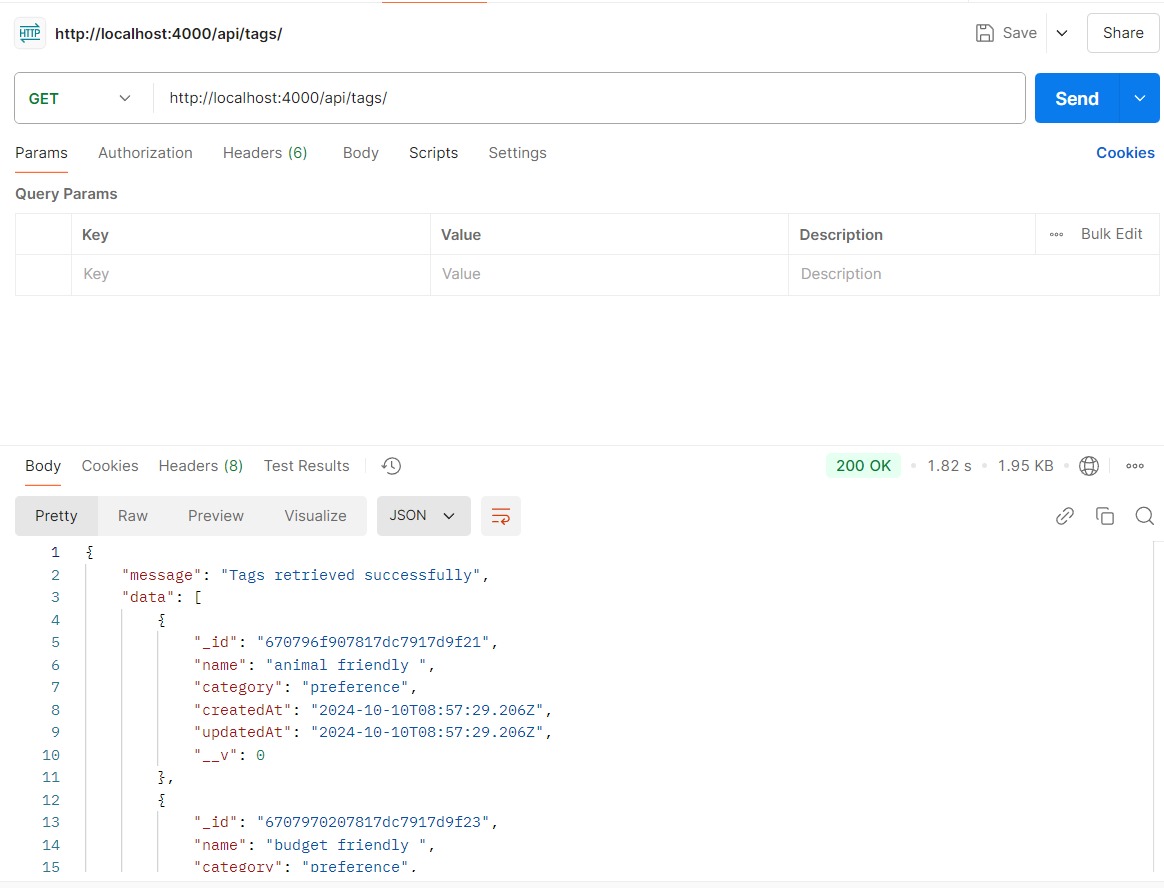 HTTP http://localhost:4000/api/tags/ Save Share
GET http://localhost:4000/api/tags/ Send
Params Authorization Headers (6) Body Scripts Settings Cookies
Query Params
Key Value Description Bulk Edit
Key Value Description
Body Cookies Headers (8) Test Results 200 OK 1.82 s 1.95 KB
Pretty Raw Preview Visualize JSON
1 {
2 "message": "Tags retrieved successfully",
3 "data": [
4 {
5 "_id": "670796f907817dc7917d9f21",
6 "name": "animal friendly ",
7 "category": "preference",
8 "createdAt": "2024-10-10T08:57:29.206Z",
9 "updatedAt": "2024-10-10T08:57:29.206Z",
10 "__v": 0
11 },
12 {
13 "_id": "6707970207817dc7917d9f23",
14 "name": "budget friendly ",
15 "category": "preference",